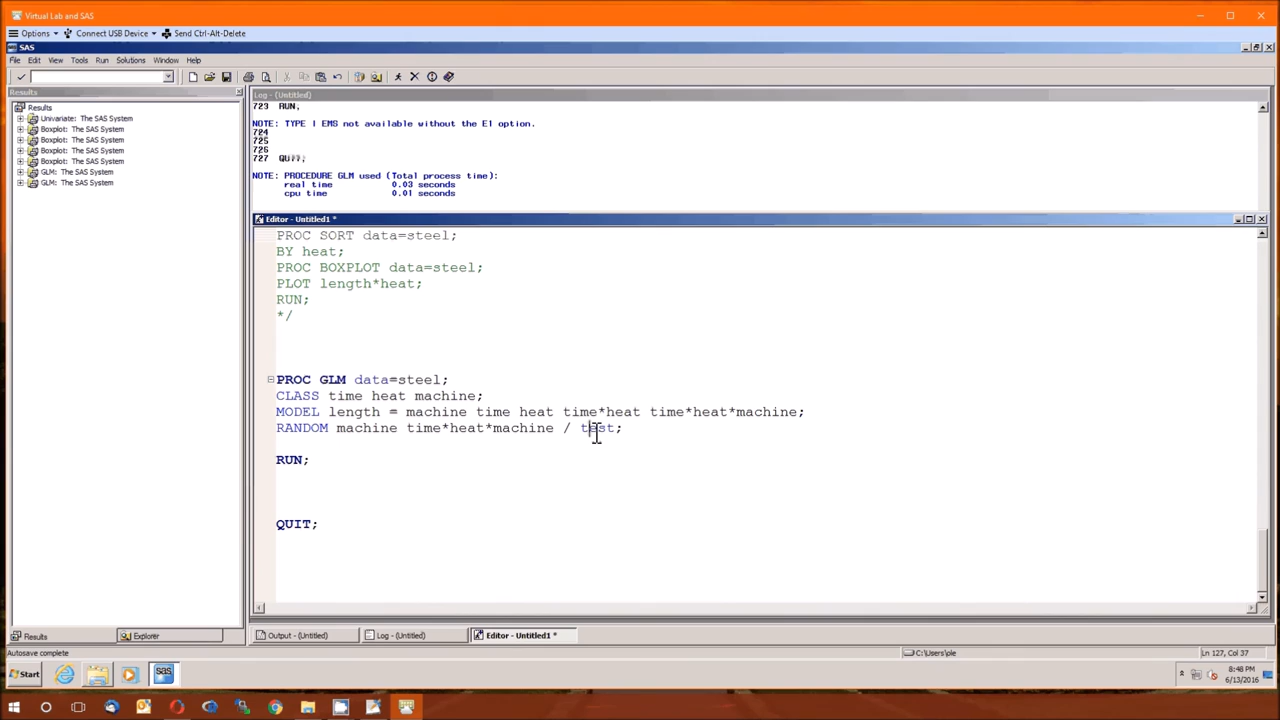 Virtual Lab and SAS
Options Connect USB Device Send Ctrl-Alt-Delete
SAS
File Edit View Tools Run Solutions Window Help
Results
Results
Univariate: The SAS System
Boxplot: The SAS System
Boxplot: The SAS System
Boxplot: The SAS System
Boxplot: The SAS System
GLM: The SAS System
GLM: The SAS System
Log - (Untitled)
723 RUN;
NOTE: TYPE I EMS not available without the E1 option.
724
725
726
727
NOTE: PROCEDURE GLM used (Total process time):
real time 0.03 seconds
cpu time 0.01 seconds
Editor - Untitled1 *
PROC SORT data=steel;
BY heat;
PROC BOXPLOT data=steel;
PLOT length*heat;
RUN;
*/
PROC GLM data=steel;
CLASS time heat machine;
MODEL length = machine time heat time*heat time*heat*machine;
RANDOM machine time*heat*machine / test;
RUN;
QUIT;
Results Explorer
Output - (Untitled) Log - (Untitled) Editor - Untitled1 *
Autosave complete C:\Users\ple Ln 127, Col 37
Start
sas
8:48 PM
6/13/2016